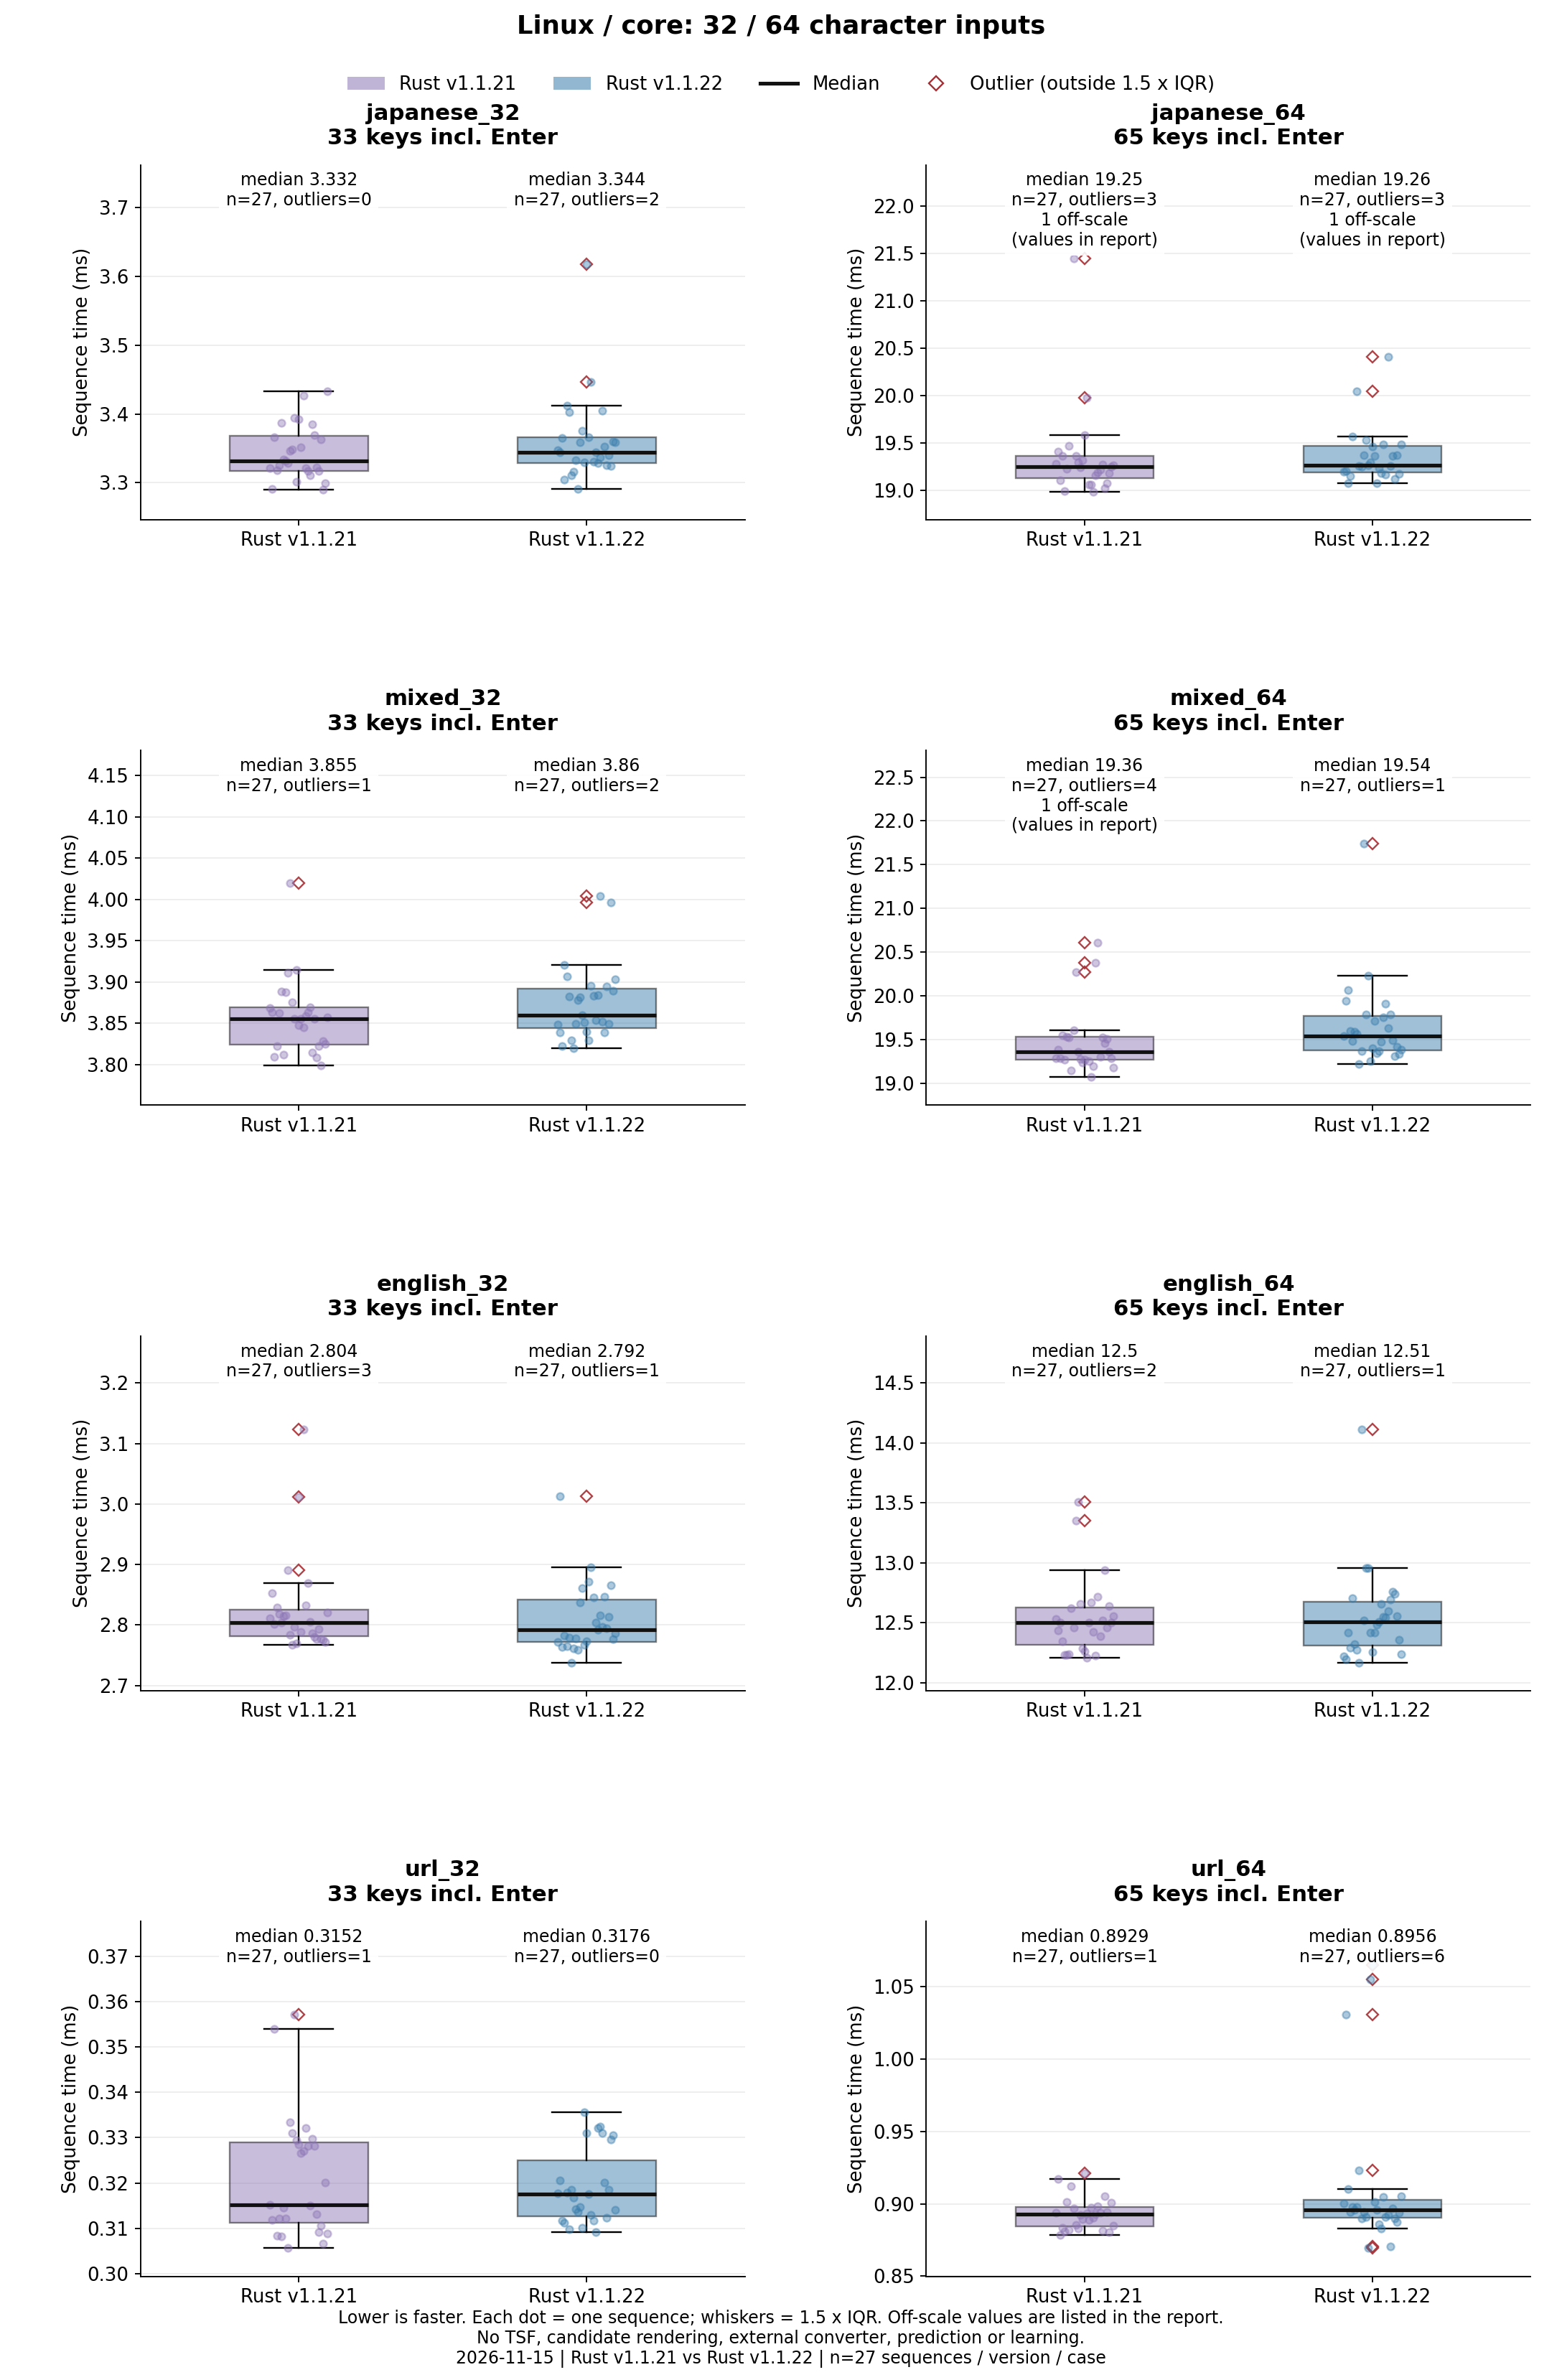 Linux / core: 32 / 64 character inputs
Rust v1.1.21
Rust v1.1.22
Median
Outlier (outside 1.5 x IQR)
japanese_32
33 keys incl. Enter
median 3.332
n=27, outliers=0
median 3.344
n=27, outliers=2
3.7
3.6
3.5
3.4
3.3
Sequence time (ms)
Rust v1.1.21
Rust v1.1.22
japanese_64
65 keys incl. Enter
median 19.25
n=27, outliers=3
1 off-scale
(values in report)
median 19.26
n=27, outliers=3
1 off-scale
(values in report)
22.0
21.5
21.0
20.5
20.0
19.5
19.0
Sequence time (ms)
Rust v1.1.21
Rust v1.1.22
mixed_32
33 keys incl. Enter
median 3.855
n=27, outliers=1
median 3.86
n=27, outliers=2
4.15
4.10
4.05
4.00
3.95
3.90
3.85
3.80
Sequence time (ms)
Rust v1.1.21
Rust v1.1.22
mixed_64
65 keys incl. Enter
median 19.36
n=27, outliers=4
1 off-scale
(values in report)
median 19.54
n=27, outliers=1
22.5
22.0
21.5
21.0
20.5
20.0
19.5
19.0
Sequence time (ms)
Rust v1.1.21
Rust v1.1.22
english_32
33 keys incl. Enter
median 2.804
n=27, outliers=3
median 2.792
n=27, outliers=1
3.2
3.1
3.0
2.9
2.8
2.7
Sequence time (ms)
Rust v1.1.21
Rust v1.1.22
english_64
65 keys incl. Enter
median 12.5
n=27, outliers=2
median 12.51
n=27, outliers=1
14.5
14.0
13.5
13.0
12.5
12.0
Sequence time (ms)
Rust v1.1.21
Rust v1.1.22
url_32
33 keys incl. Enter
median 0.3152
n=27, outliers=1
median 0.3176
n=27, outliers=0
0.37
0.36
0.35
0.34
0.33
0.32
0.31
0.30
Sequence time (ms)
Rust v1.1.21
Rust v1.1.22
url_64
65 keys incl. Enter
median 0.8929
n=27, outliers=1
median 0.8956
n=27, outliers=6
1.05
1.00
0.95
0.90
0.85
Sequence time (ms)
Rust v1.1.21
Rust v1.1.22
Lower is faster. Each dot = one sequence; whiskers = 1.5 x IQR. Off-scale values are listed in the report.
No TSF, candidate rendering, external converter, prediction or learning.
2026-11-15 | Rust v1.1.21 vs Rust v1.1.22 | n=27 sequences / version / case